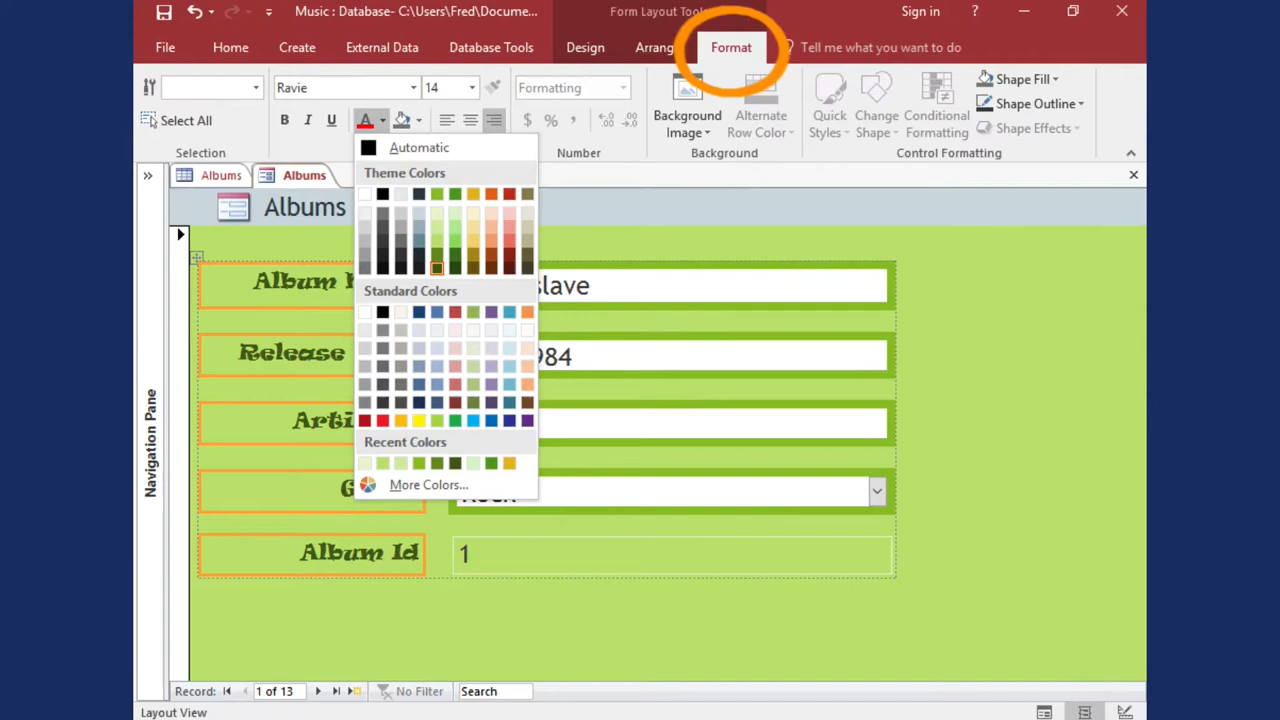 Music : Database- C:\Users\Fred\Docume...
Form Layout Tools
Sign in
?
File Home Create External Data Database Tools Design Arrang Format Tell me what you want to do
Ravie 14 Formatting
Select All B I U A $ % ,
Selection Number
Background Image
Alternate Row Color
Background
Quick Styles
Change Shape
Conditional Formatting
Shape Fill
Shape Outline
Shape Effects
Control Formatting
Automatic
Theme Colors
Standard Colors
Recent Colors
More Colors...
Albums Albums
Albums
Navigation Pane
Album slave
Release 984
Arti
G Rock
Album Id 1
Record: 1 of 13 No Filter Search
Layout View